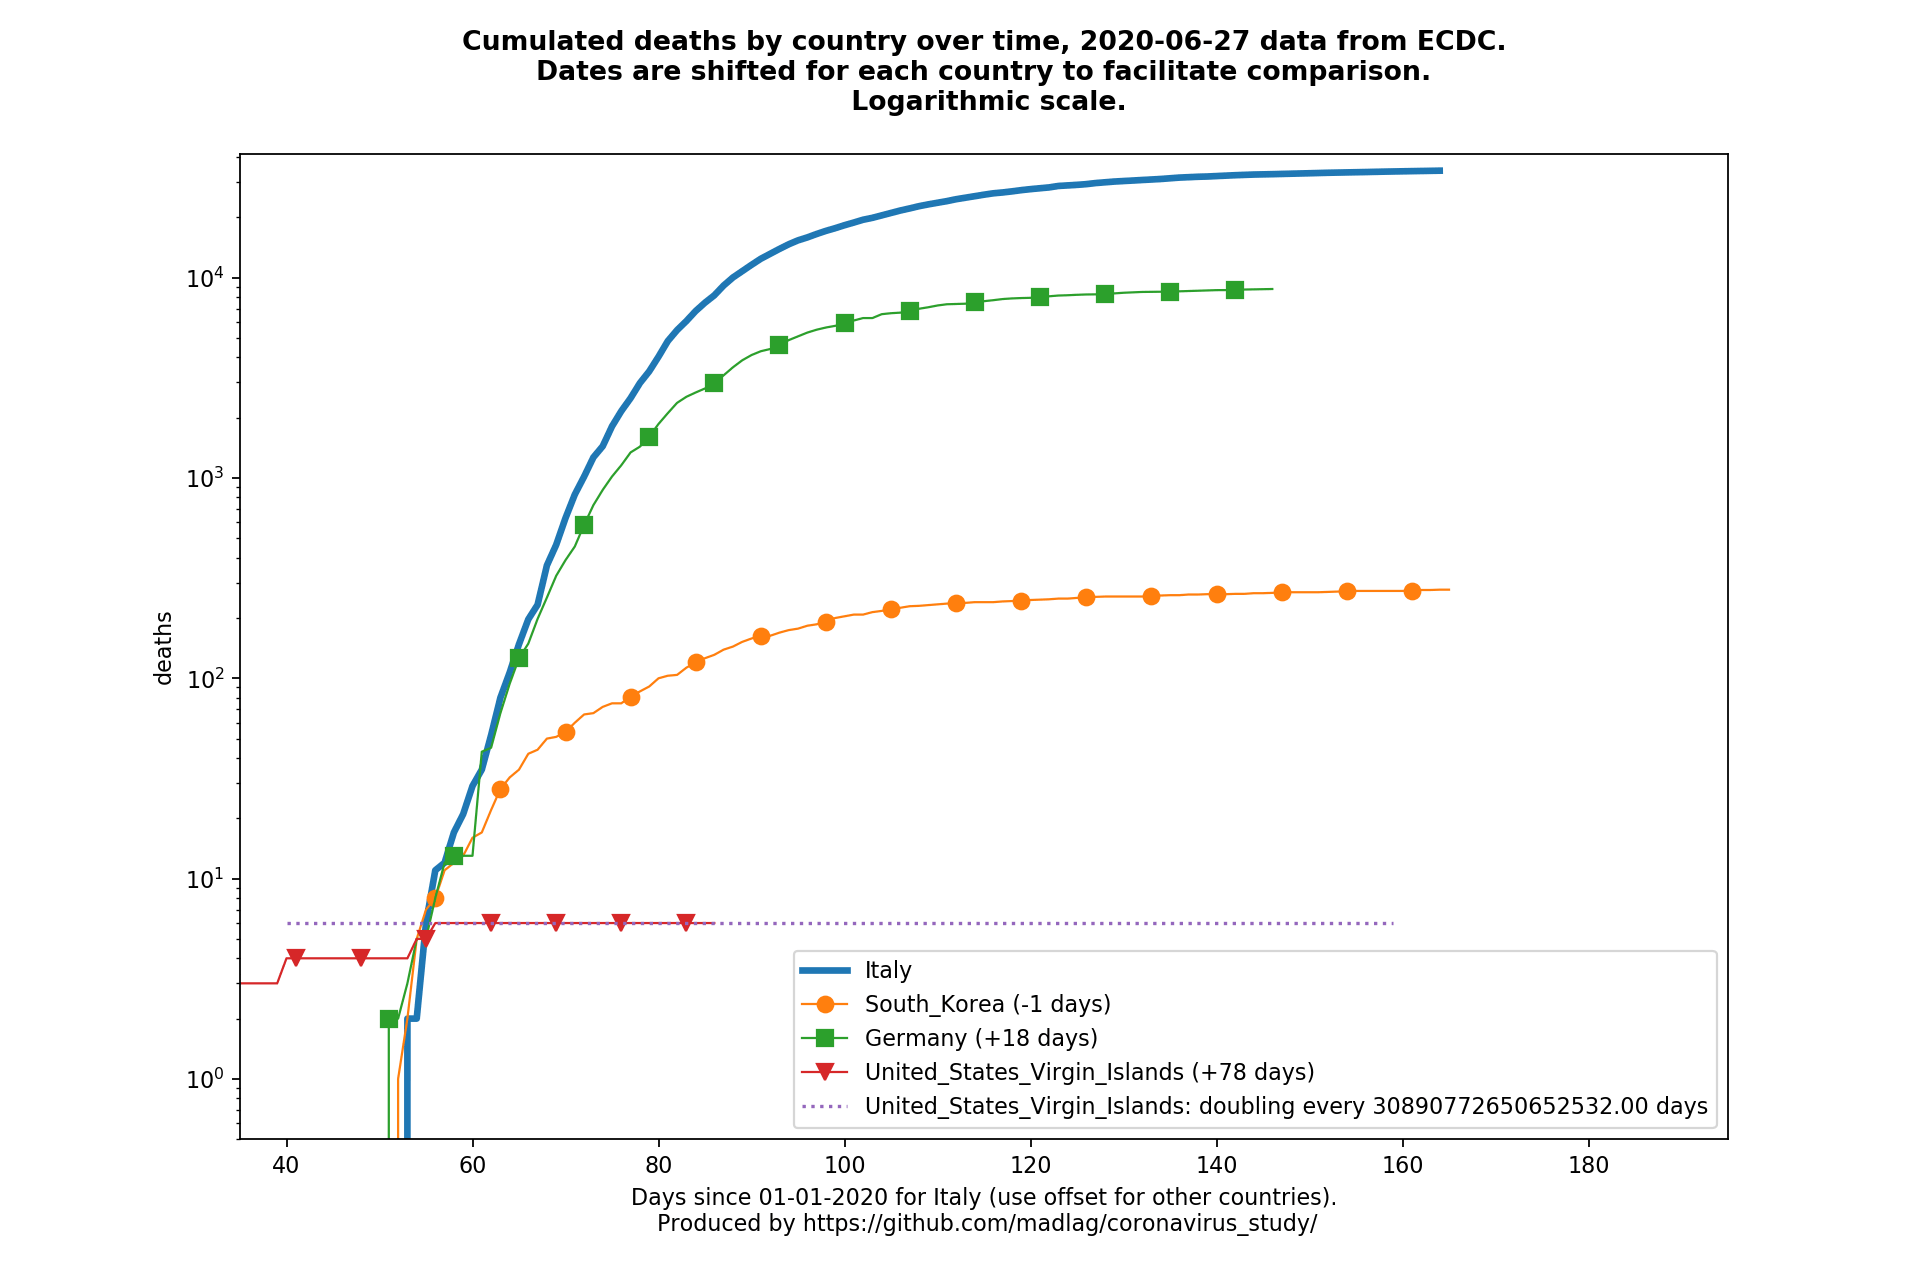 Cumulated deaths by country over time, 2020-06-27 data from ECDC.
Dates are shifted for each country to facilitate comparison.
Logarithmic scale.
deaths
10^4
10^3
10^2
10^1
10^0
Italy
South_Korea (-1 days)
Germany (+18 days)
United_States_Virgin_Islands (+78 days)
United_States_Virgin_Islands: doubling every 30890772650652532.00 days
40 60 80 100 120 140 160 180
Days since 01-01-2020 for Italy (use offset for other countries).
Produced by https://github.com/madlag/coronavirus_study/